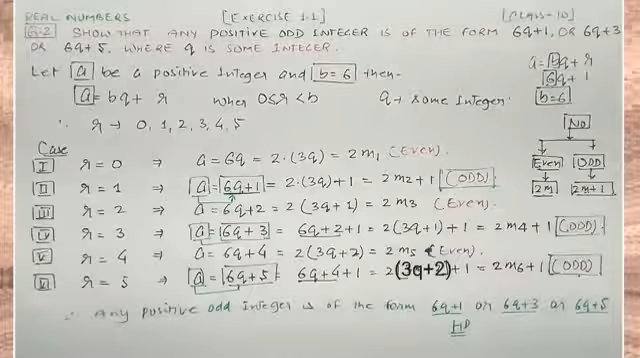 REAL NUMBERS [EXERCISE 1.1] [CLASS-10]
Q-2 SHOW THAT ANY POSITIVE ODD INTEGER IS OF THE FORM 6q+1, OR 6q+3
OR 6q+5. WHERE q IS SOME INTEGER.
Let a be a positive Integer and b=6 then-
a=bq+r
6q+1
a=bq+r when 0≤r<b q→ some Integer.
b=6
∴ r → 0, 1, 2, 3, 4, 5
NO
Case
Even ODD
2m 2m+1
I r=0 ⇒ a=6q = 2·(3q) = 2m1 (Even).
II r=1 ⇒ a=6q+1 = 2·(3q)+1 = 2m2+1 (ODD)
III r=2 ⇒ a=6q+2 = 2(3q+1) = 2m3 (Even).
IV r=3 ⇒ a=6q+3 = 6q+2+1 = 2(3q+1)+1 = 2m4+1 (ODD)
V r=4 ⇒ a=6q+4 = 2(3q+2) = 2m5 (Even).
VI r=5 ⇒ a=6q+5 = 6q+4+1 = 2(3q+2)+1 = 2m6+1 (ODD)
∴ Any positive odd Integer is of the form 6q+1 or 6q+3 or 6q+5
HP